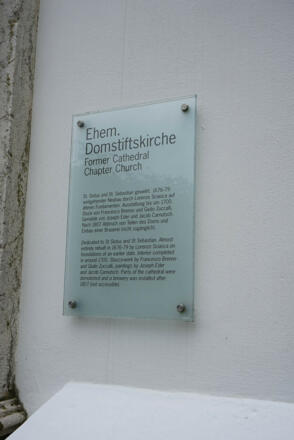 Ehem.
Domstiftskirche
Former Cathedral
Chapter Church
St. Sixtus und St. Sebastian geweiht. 1676-79
weitgehender Neubau durch Lorenzo Sciasca auf
älteren Fundamenten. Ausstattung bis um 1700.
Stuck von Francesco Brenno und Giulio Zuccalli,
Gemälde von Joseph Eder und Jacob Carnutsch.
Nach 1807 Abbruch von Teilen des Doms und
Einbau einer Brauerei (nicht zugänglich).
Dedicated to St. Sixtus and St. Sebastian. Almost
entirely rebuilt in 1676-79 by Lorenzo Sciasca on
foundations of an earlier date. Interior completed
in around 1700. Stuccowork by Francesco Brenno
and Giulio Zuccalli, paintings by Joseph Eder
and Jacob Carnutsch. Parts of the cathedral were
demolished and a brewery was installed after
1807 (not accessible).